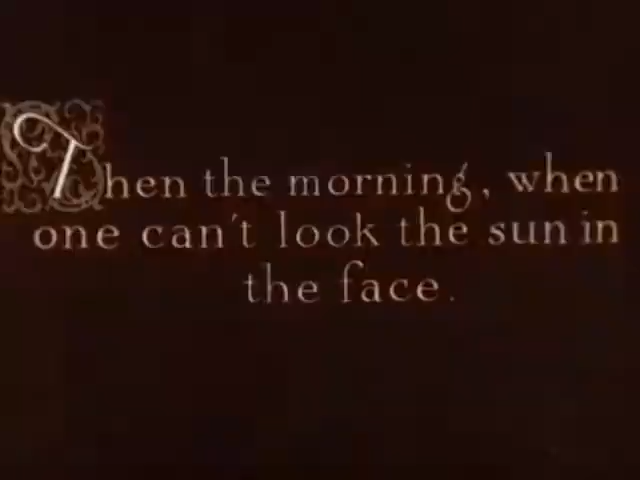 Then the morning, when
one can't look the sun in
the face.